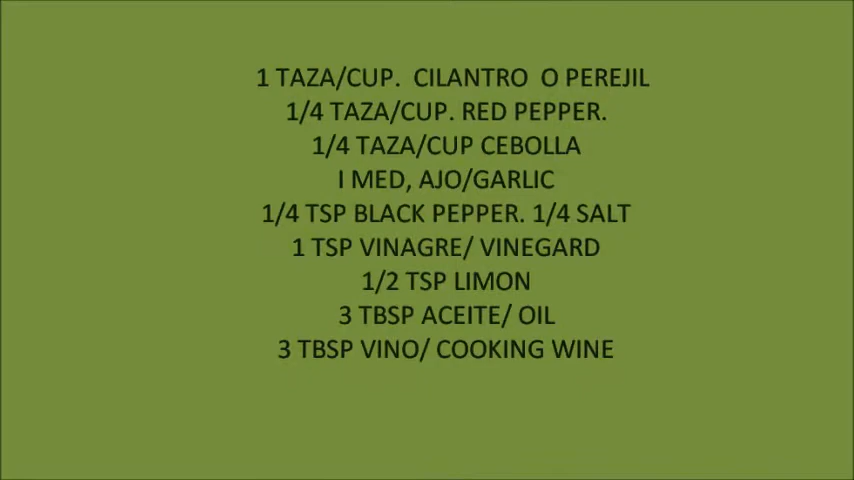 1 TAZA/CUP. CILANTRO O PEREJIL
1/4 TAZA/CUP. RED PEPPER.
1/4 TAZA/CUP CEBOLLA
I MED, AJO/GARLIC
1/4 TSP BLACK PEPPER. 1/4 SALT
1 TSP VINAGRE/ VINEGARD
1/2 TSP LIMON
3 TBSP ACEITE/ OIL
3 TBSP VINO/ COOKING WINE